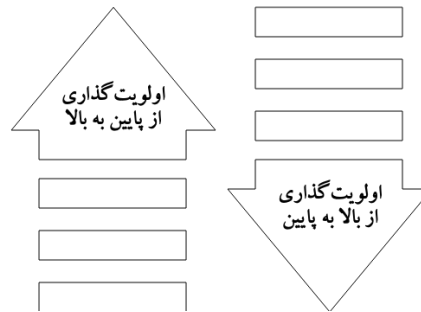 اولویت‌گذاری
از پایین به بالا
اولویت‌گذاری
از بالا به پایین